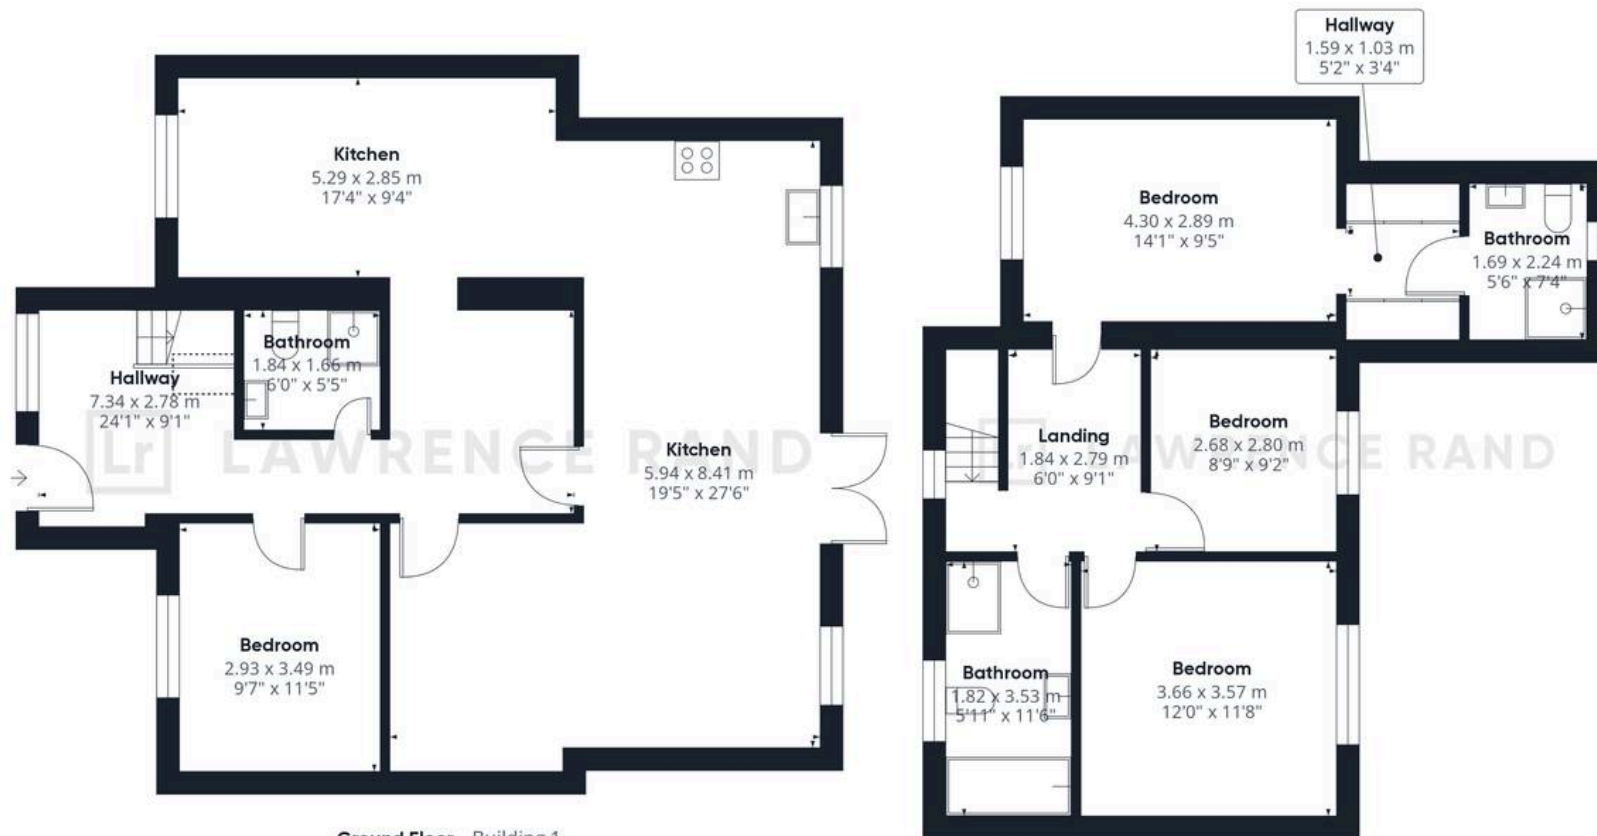 Kitchen
5.29 x 2.85 m
17'4" x 9'4"
Bathroom
1.84 x 1.66 m
6'0" x 5'5"
Hallway
7.34 x 2.78 m
24'1" x 9'1"
Kitchen
5.94 x 8.41 m
19'5" x 27'6"
Bedroom
2.93 x 3.49 m
9'7" x 11'5"
Lr LAWRENCE RAND
Ground Floor Building 1
Hallway
1.59 x 1.03 m
5'2" x 3'4"
Bedroom
4.30 x 2.89 m
14'1" x 9'5"
Bathroom
1.69 x 2.24 m
5'6" x 7'4"
Landing
1.84 x 2.79 m
6'0" x 9'1"
Bedroom
2.68 x 2.80 m
8'9" x 9'2"
Bathroom
1.82 x 3.53 m
5'11" x 11'6"
Bedroom
3.66 x 3.57 m
12'0" x 11'8"
Lr LAWRENCE RAND